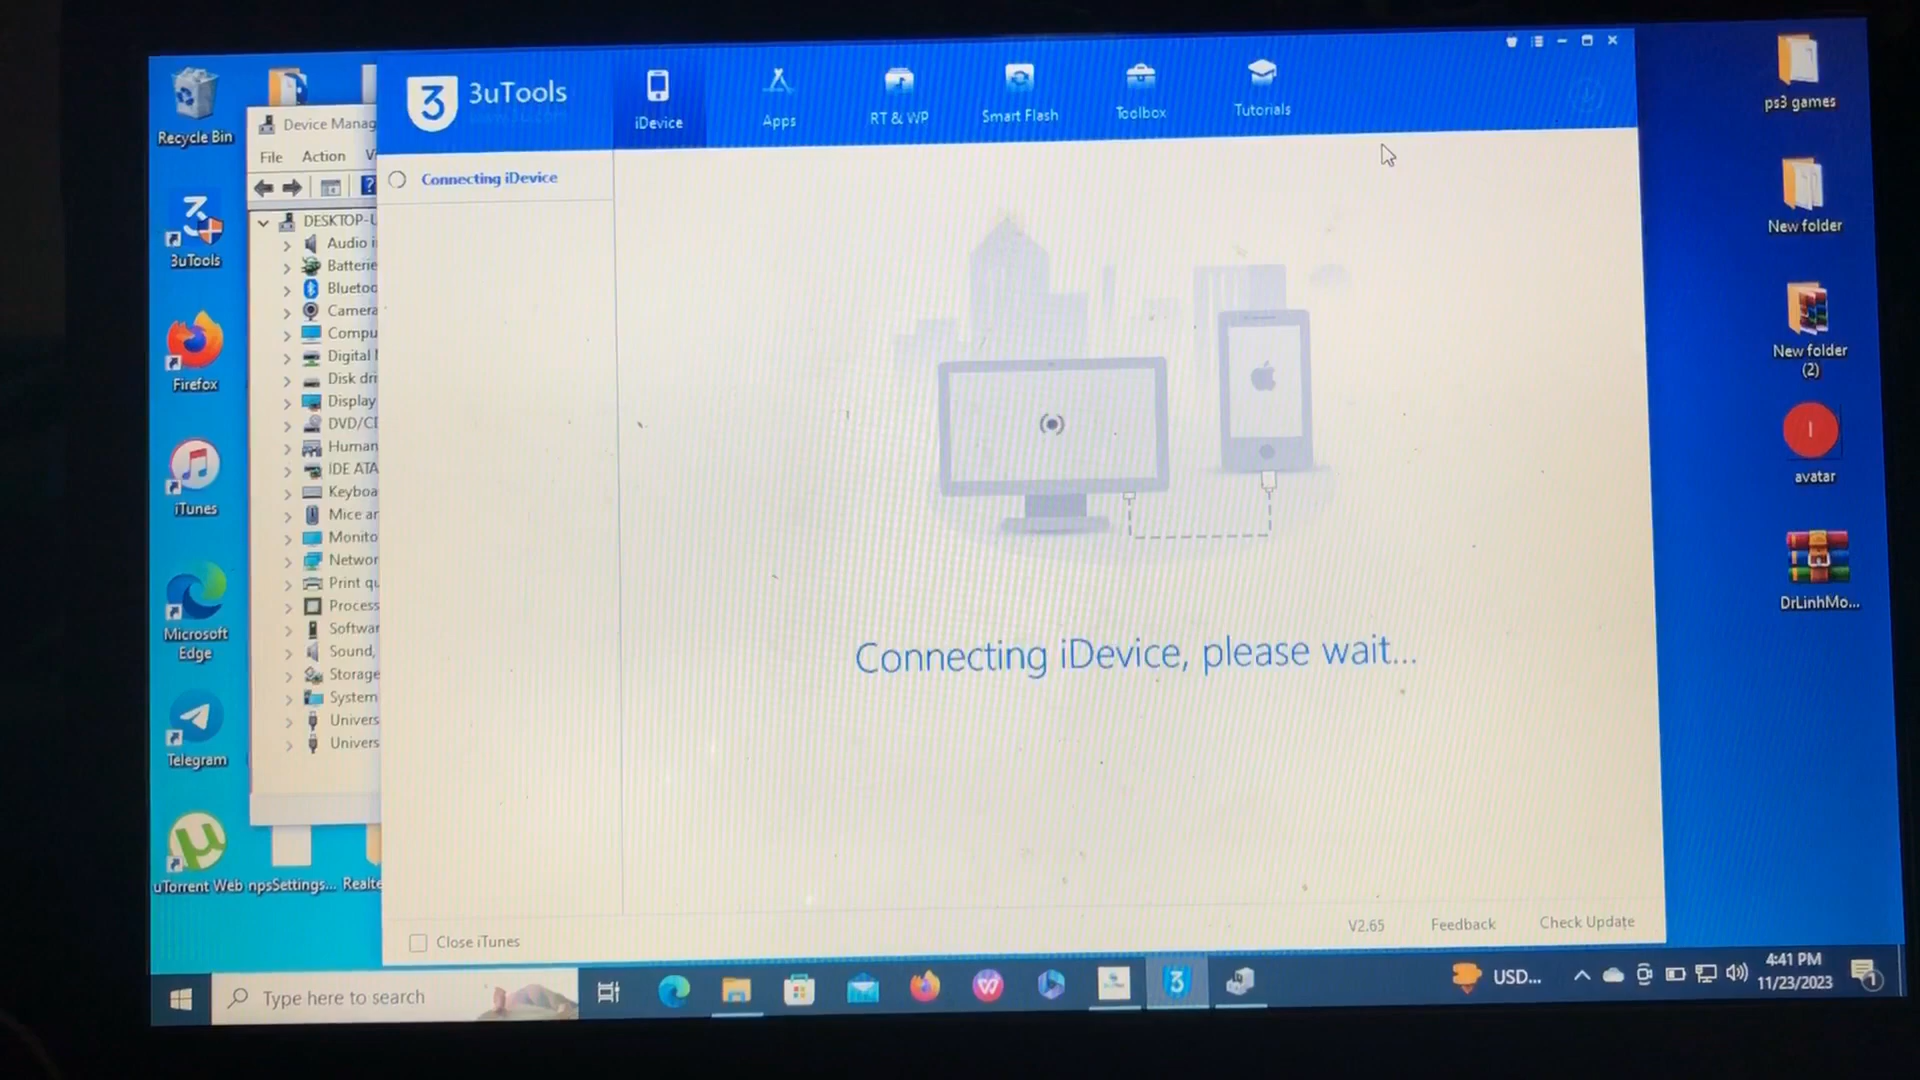 Recycle Bin
3uTools
Firefox
iTunes
Microsoft
Edge
Telegram
uTorrent Web
npsSettings...
Realte
Device Manag
File
Action
Vi
DESKTOP-U
Audio i
Batterie
Bluetoo
Camera
Compu
Digital
Disk dri
Display
DVD/CD
Human
IDE ATA
Keyboa
Mice ar
Monito
Networ
Print qu
Process
Softwar
Sound,
Storage
System
Univers
Univers
3uTools
iDevice
Apps
RT & WP
Smart Flash
Toolbox
Tutorials
Connecting iDevice
Connecting iDevice, please wait...
Close iTunes
V2.65
Feedback
Check Update
ps3 games
New folder
New folder
(2)
avatar
DrLinhMo...
Type here to search
USD...
4:41 PM
11/23/2023
1